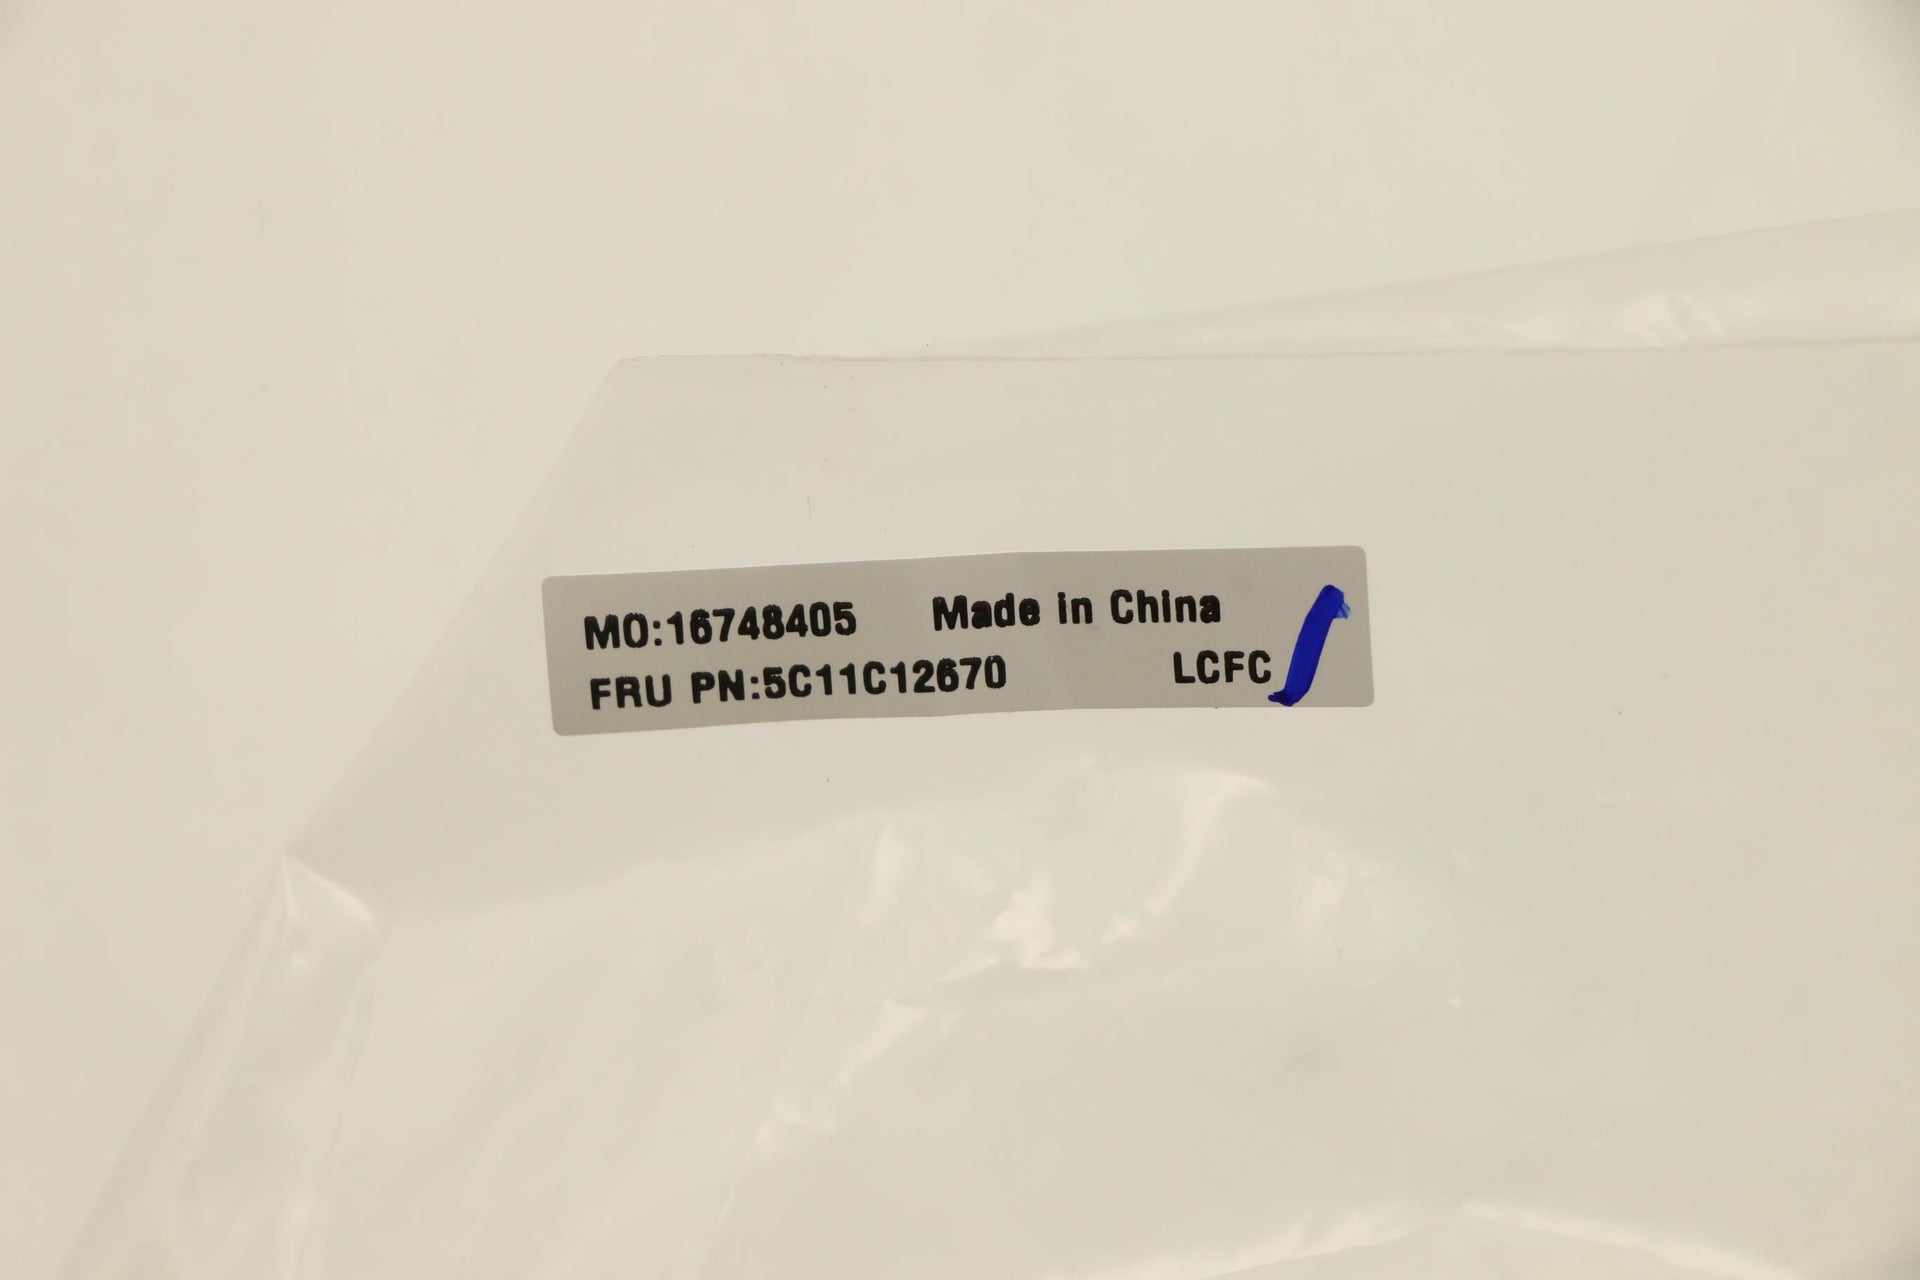 MO:16748405 Made in China
FRU PN:5C11C12670 LCFC